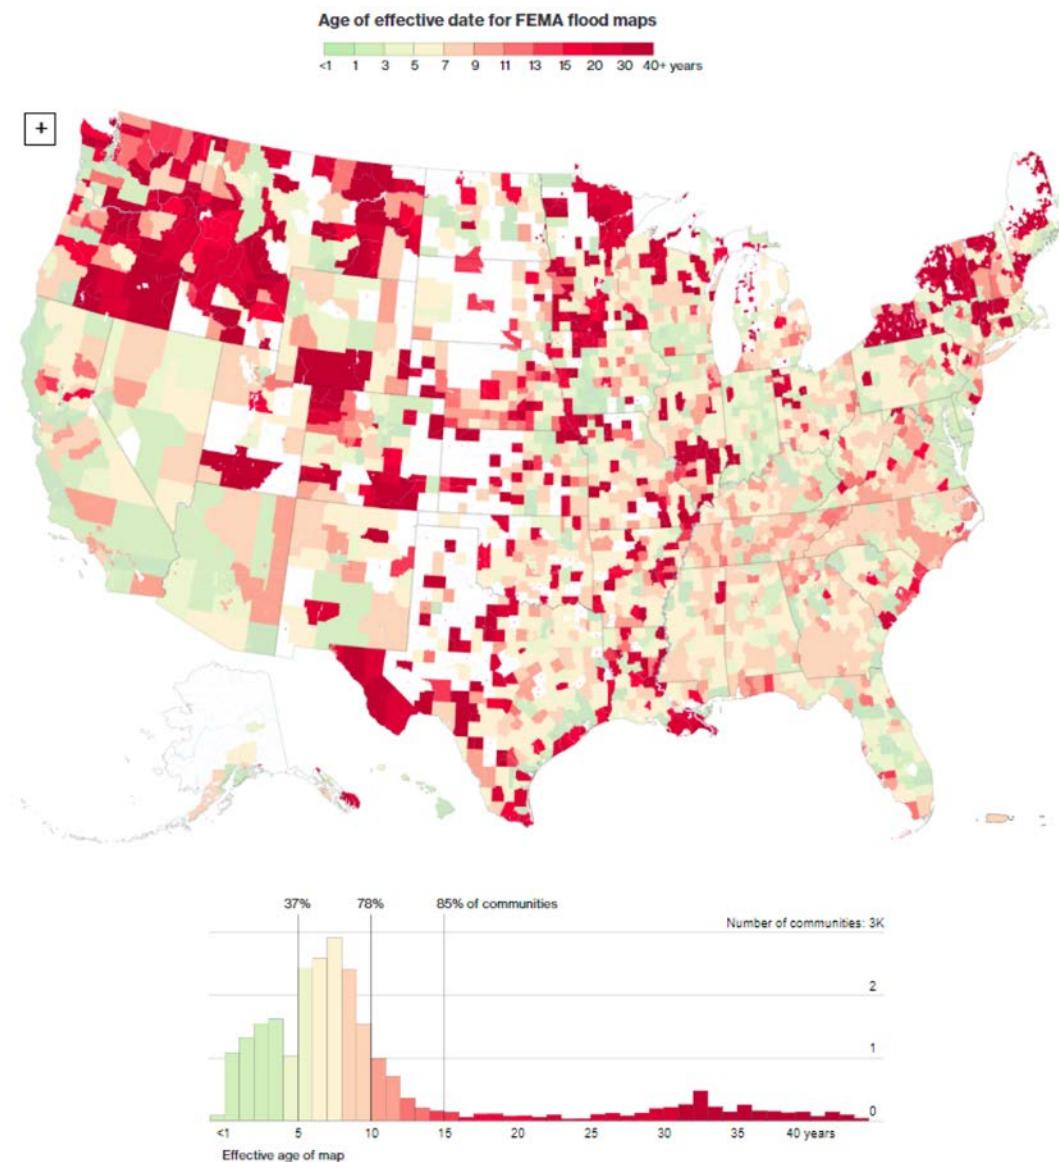 Age of effective date for FEMA flood maps
<1 1 3 5 7 9 11 13 15 20 30 40+ years
+
37% 78% 85% of communities
Number of communities: 3K
2
1
0
<1 5 10 15 20 25 30 35 40 years
Effective age of map